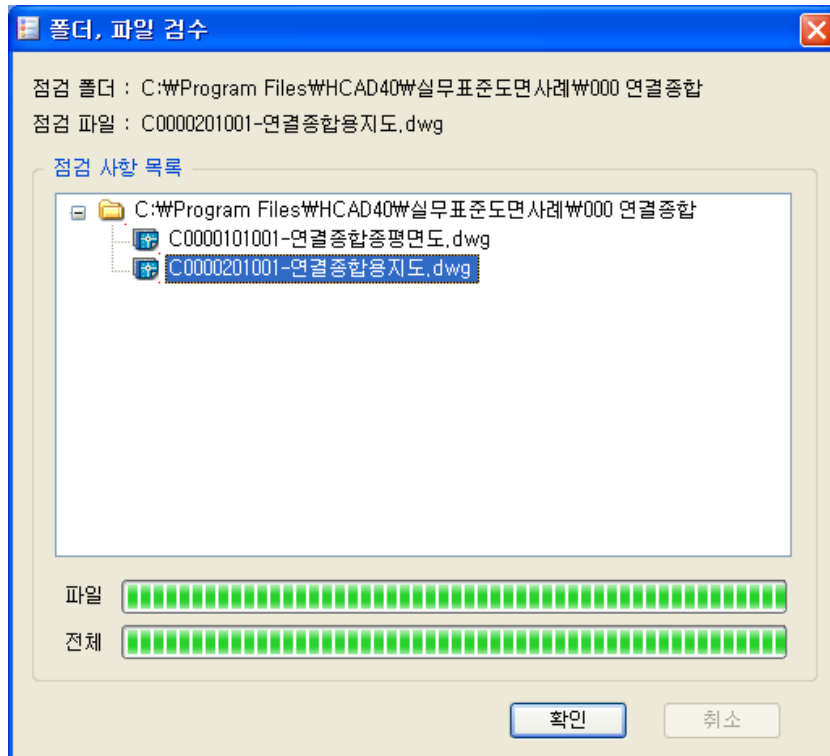 폴더, 파일 검수
점검 폴더 : C:₩Program Files₩HCAD40₩실무표준도면사례₩000 연결종합
점검 파일 : C0000201001-연결종합용지도.dwg
점검 사항 목록
C:₩Program Files₩HCAD40₩실무표준도면사례₩000 연결종합
C0000101001-연결종합종평면도.dwg
C0000201001-연결종합용지도.dwg
파일
전체
확인 취소